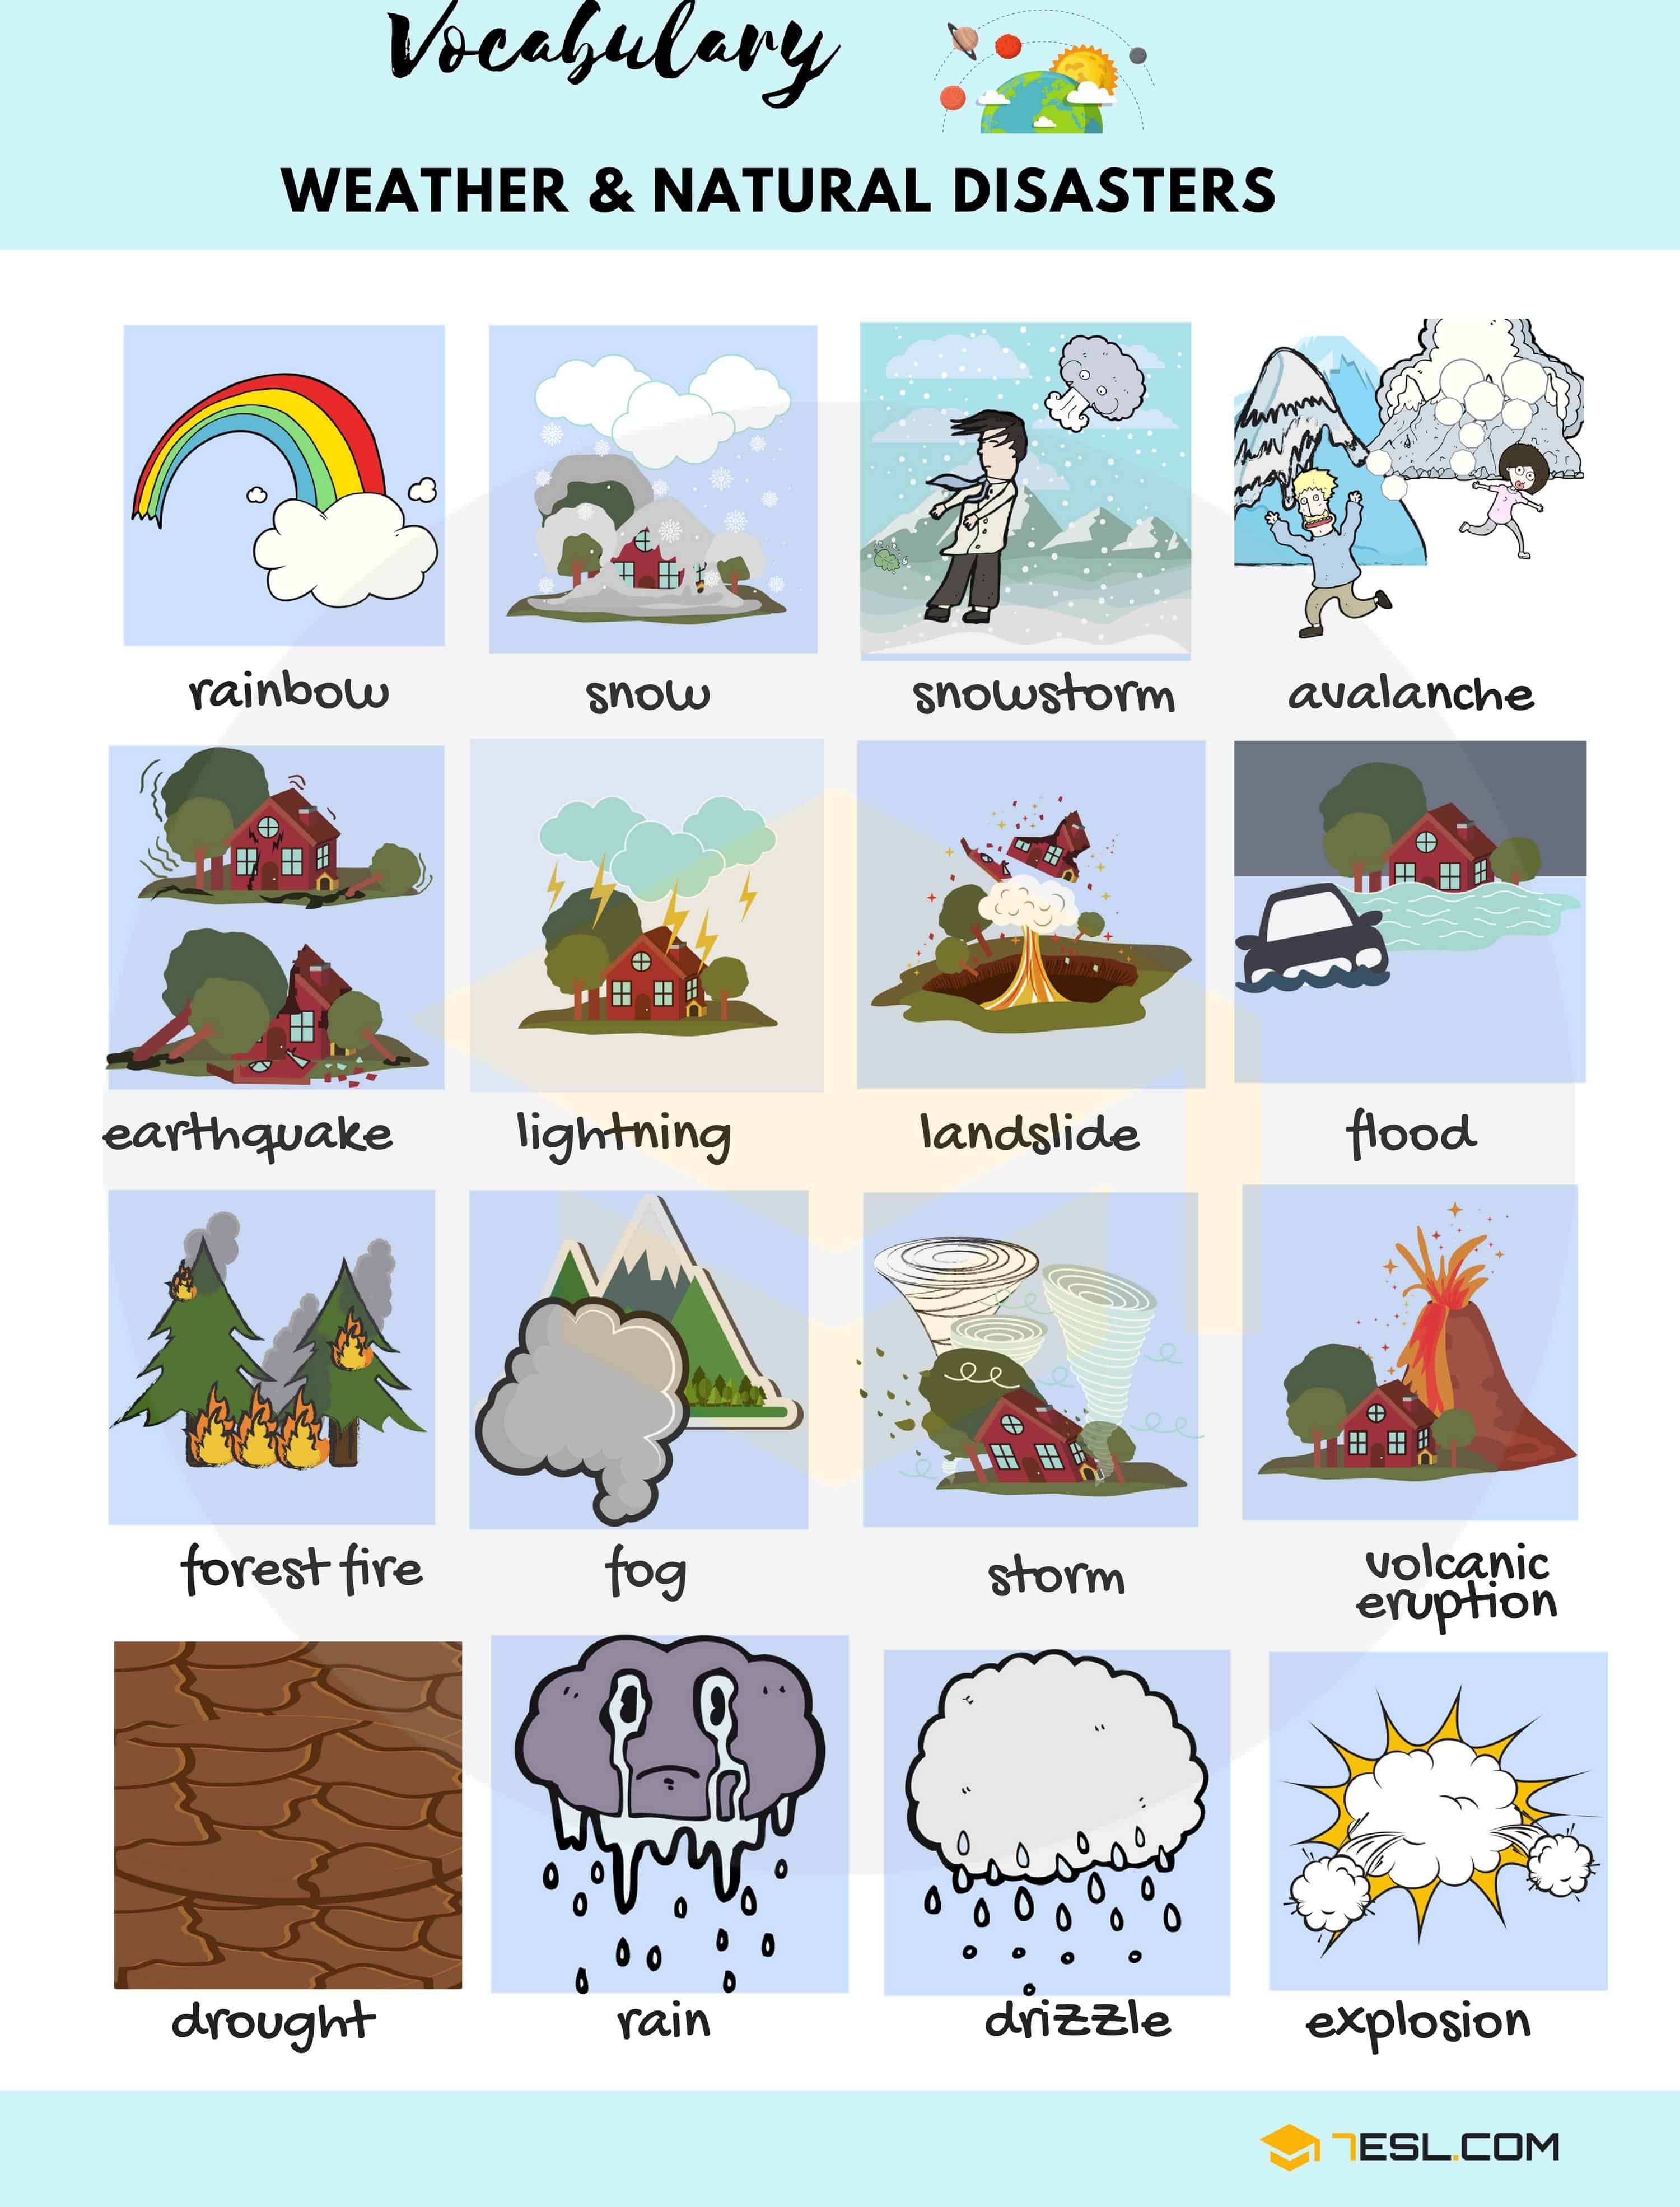 Vocabulary
WEATHER & NATURAL DISASTERS
rainbow
snow
snowstorm
avalanche
earthquake
lightning
landslide
flood
forest fire
fog
storm
volcanic
eruption
drought
rain
drizzle
explosion
7ESL.COM